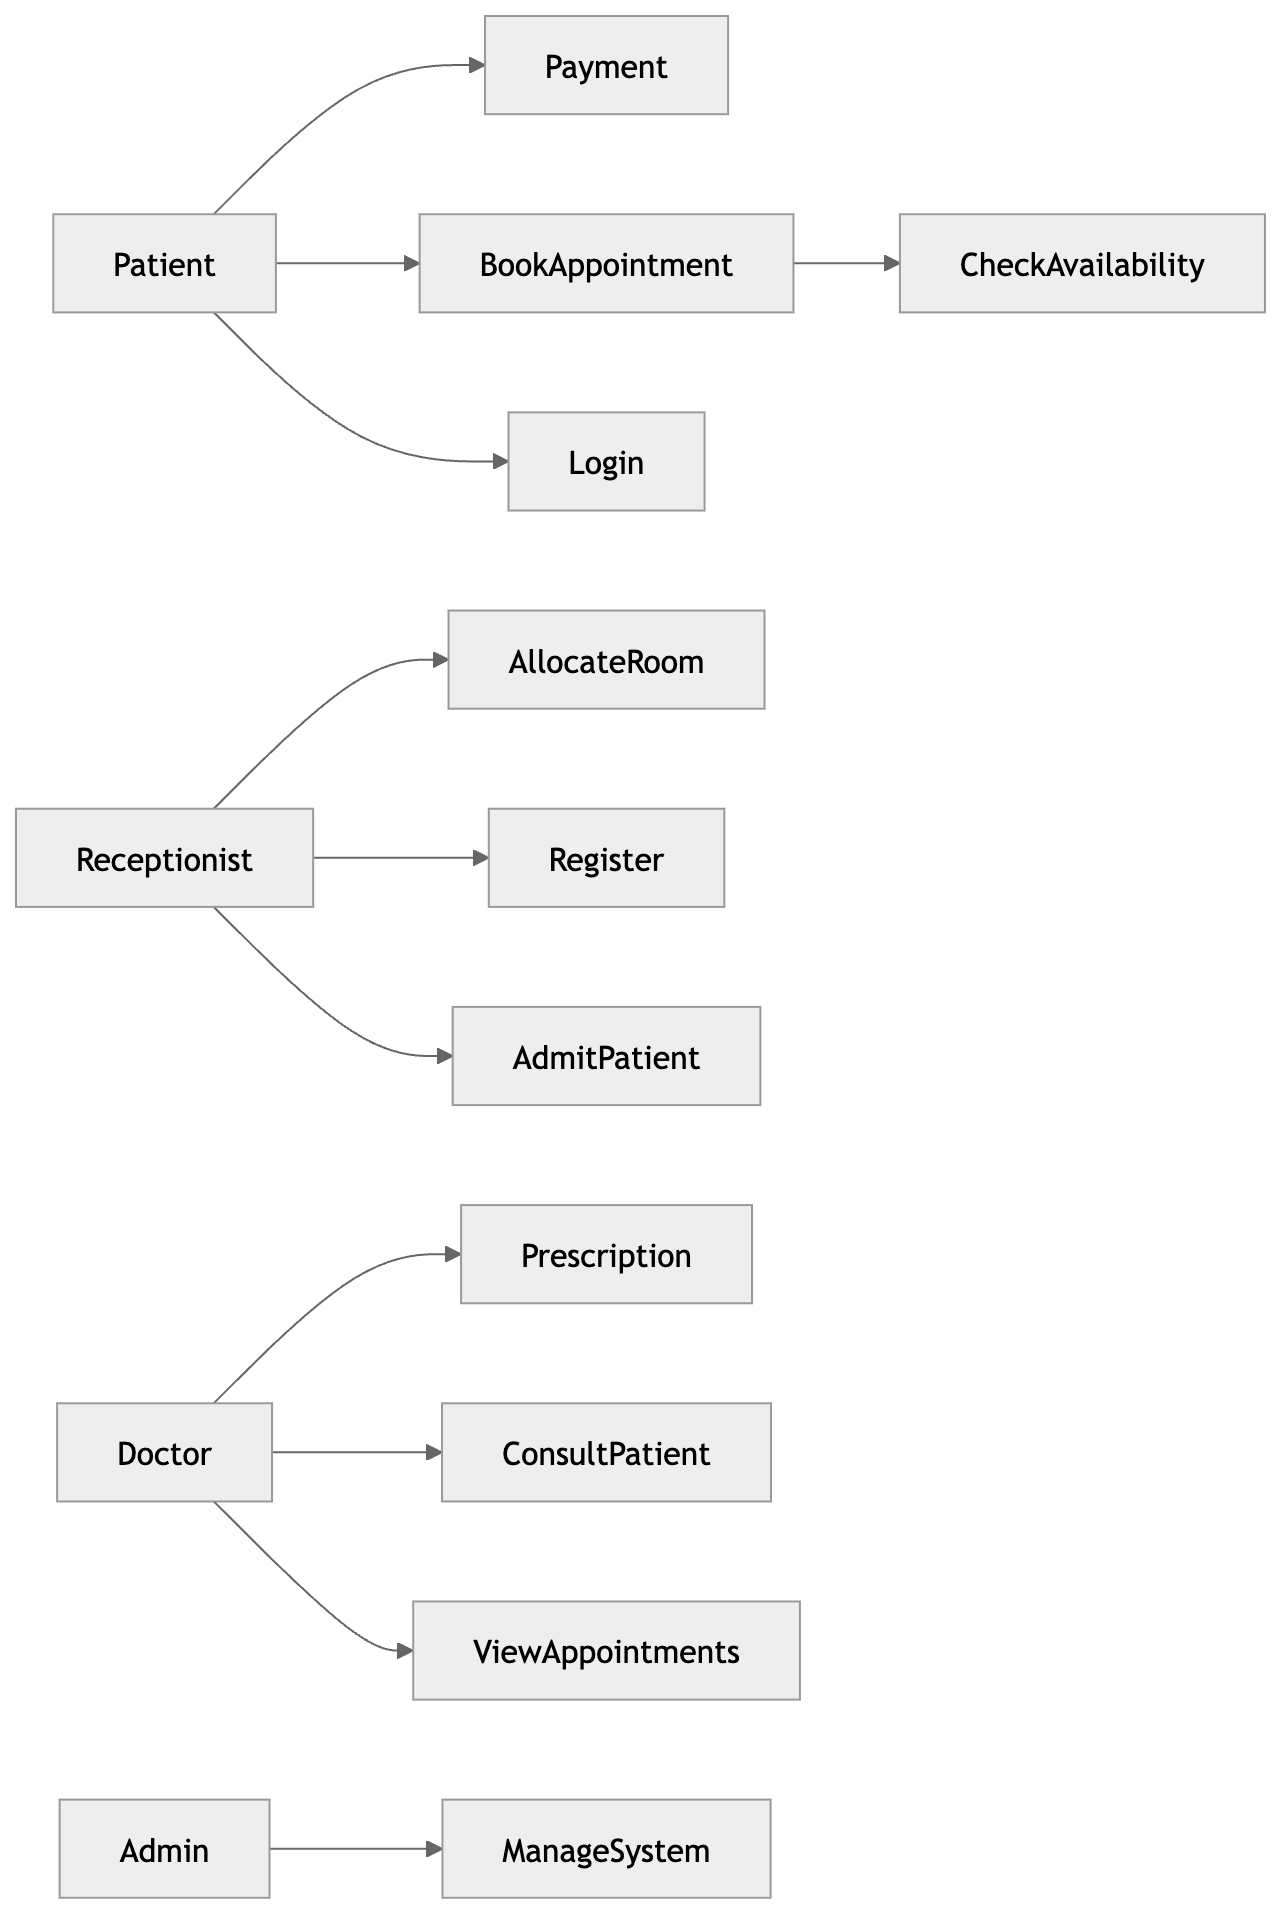 Payment
Patient
BookAppointment
CheckAvailability
Login
AllocateRoom
Receptionist
Register
AdmitPatient
Prescription
Doctor
ConsultPatient
ViewAppointments
Admin
ManageSystem